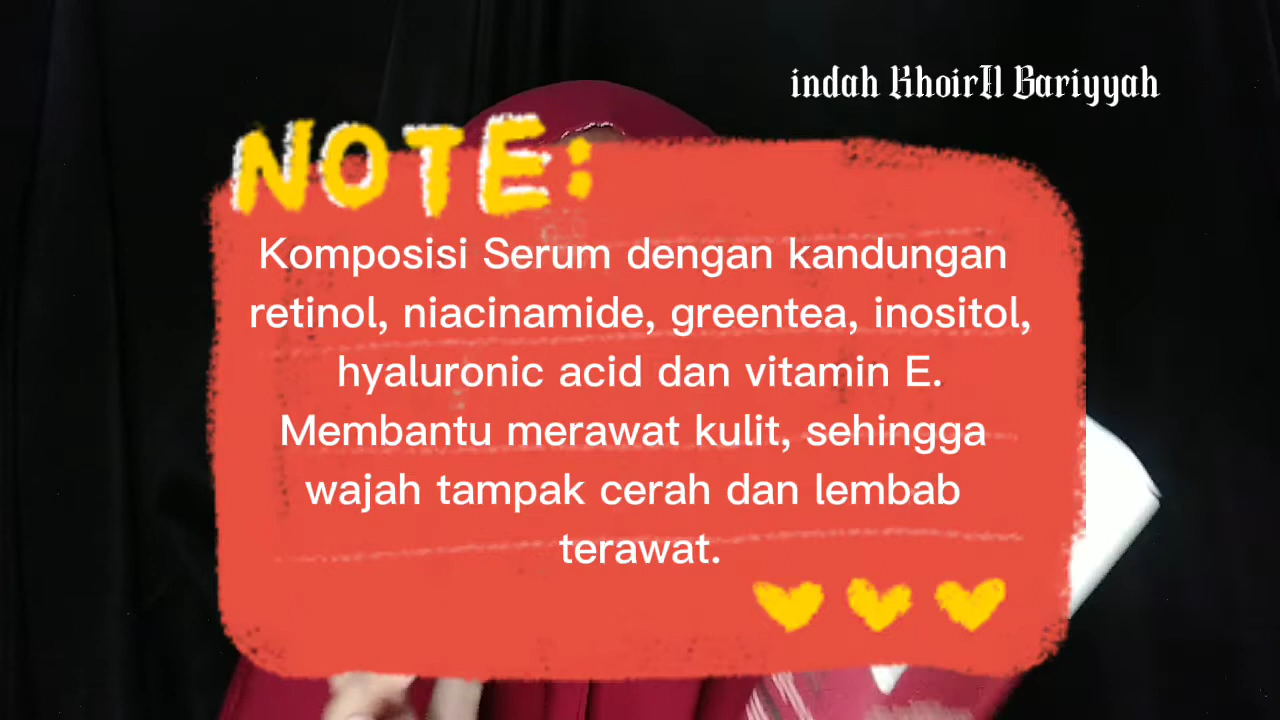 indah KhoirIl Bariyyah
NOTE:
Komposisi Serum dengan kandungan
retinol, niacinamide, greentea, inositol,
hyaluronic acid dan vitamin E.
Membantu merawat kulit, sehingga
wajah tampak cerah dan lembab
terawat.